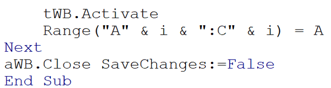 tWB.Activate
    Range("A" & i & ":C" & i) = A
Next
aWB.Close SaveChanges:=False
End Sub